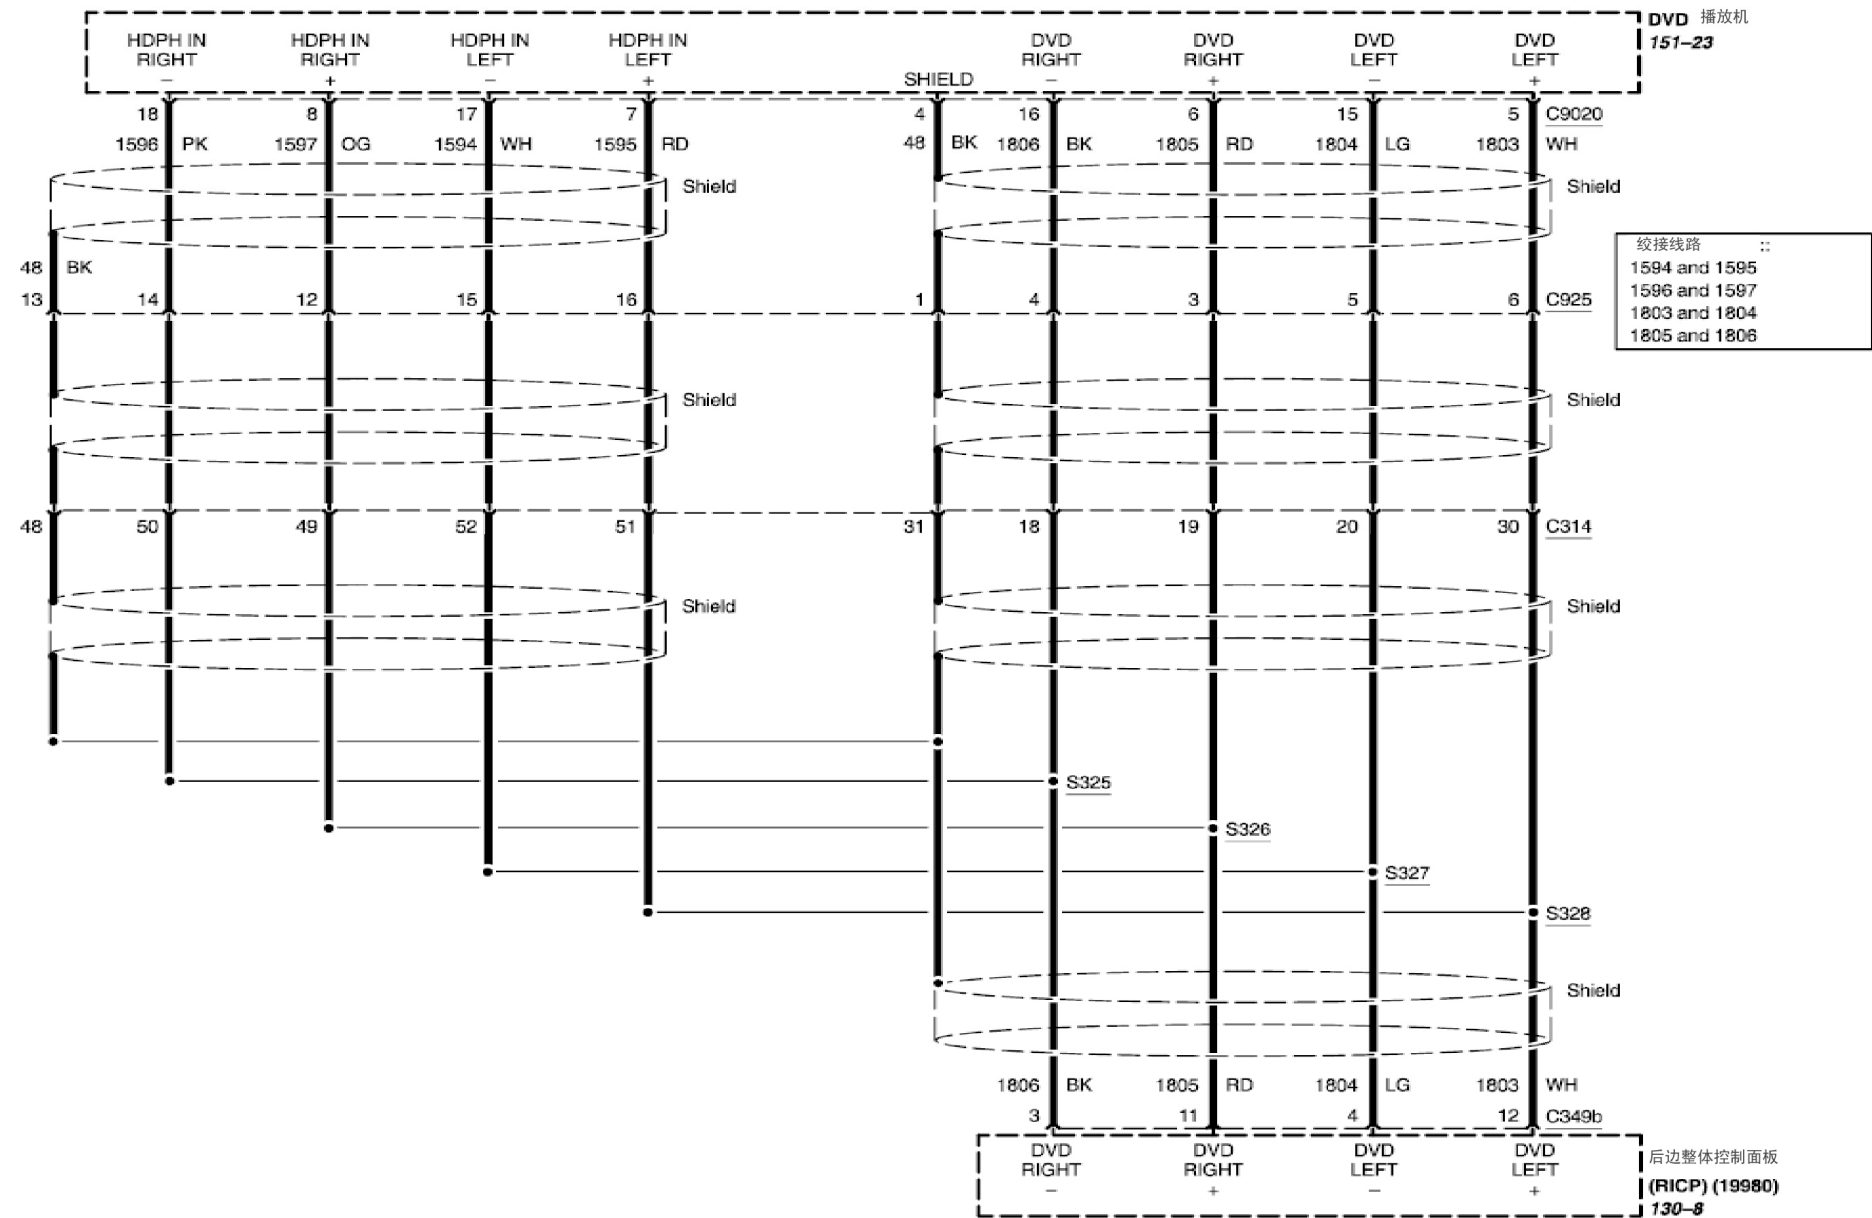 DVD 播放机
151–23
HDPH IN RIGHT –
HDPH IN RIGHT +
HDPH IN LEFT –
HDPH IN LEFT +
SHIELD
DVD RIGHT –
DVD RIGHT +
DVD LEFT –
DVD LEFT +
18 8 17 7 4 16 6 15 5 C9020
1596 PK 1597 OG 1594 WH 1595 RD 48 BK 1806 BK 1805 RD 1804 LG 1803 WH
Shield Shield
绞接线路 ::
1594 and 1595
1596 and 1597
1803 and 1804
1805 and 1806
48 BK
13 14 12 15 16 1 4 3 5 6 C925
Shield Shield
48 50 49 52 51 31 18 19 20 30 C314
Shield Shield
S325
S326
S327
S328
Shield
1806 BK 1805 RD 1804 LG 1803 WH
3 11 4 12 C349b
DVD RIGHT –
DVD RIGHT +
DVD LEFT –
DVD LEFT +
后边整体控制面板
(RICP) (19980)
130–8